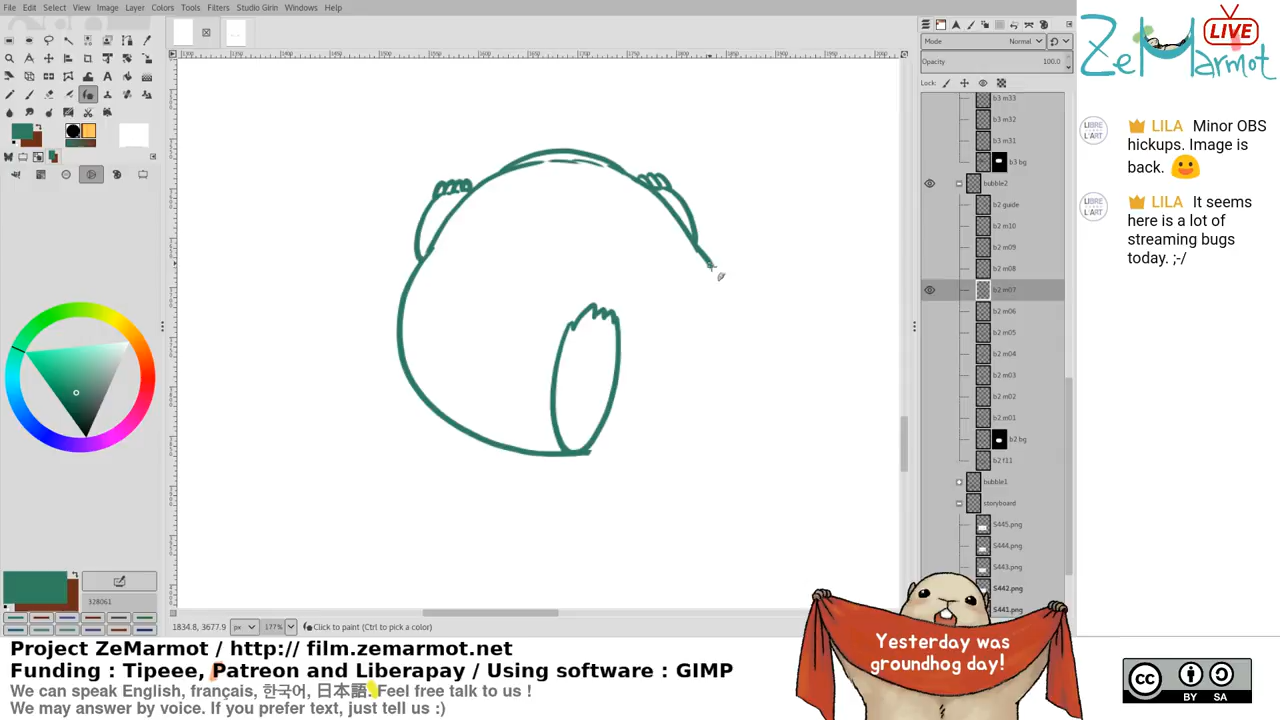 File Edit Select View Image Layer Colors Tools Filters Studio Girin Windows Help
Mode Normal
Opacity 100.0
Lock:
b3 m33
b3 m32
b3 m31
b3 bg
bubble2
b2 guide
b2 m10
b2 m09
b2 m08
b2 m07
b2 m06
b2 m05
b2 m04
b2 m03
b2 m02
b2 m01
b2 bg
b2 f11
bubble1
storyboard
S445.png
S444.png
S443.png
S442.png
S441.png
328061
1834.8, 3677.9 px 177% Click to paint (Ctrl to pick a color)
LIVE
ZeMarmot
LILA Minor OBS
hickups. Image is
back.
LILA It seems
here is a lot of
streaming bugs
today. ;-/
Yesterday was
groundhog day!
Project ZeMarmot / http:// film.zemarmot.net
Funding : Tipeee, Patreon and Liberapay / Using software : GIMP
We can speak English, français, 한국어, 日本語. Feel free talk to us !
We may answer by voice. If you prefer text, just tell us :)
cc BY SA